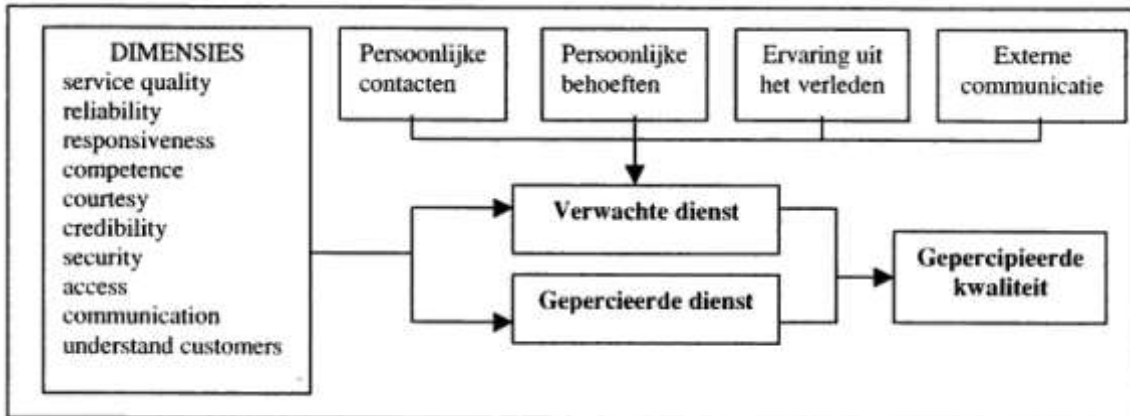 DIMENSIES
service quality
reliability
responsiveness
competence
courtesy
credibility
security
access
communication
understand customers
Persoonlijke
contacten
Persoonlijke
behoeften
Ervaring uit
het verleden
Externe
communicatie
Verwachte dienst
Gepercieerde dienst
Gepercipieerde
kwaliteit